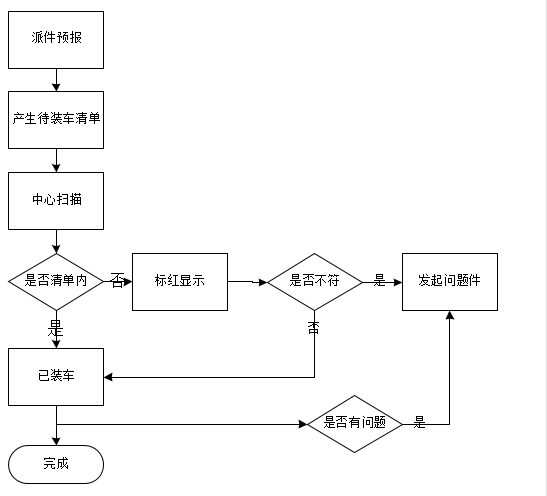 派件预报
产生待装车清单
中心扫描
是否清单内
否
标红显示
是否不符
是
发起问题件
是
否
已装车
是否有问题
是
完成